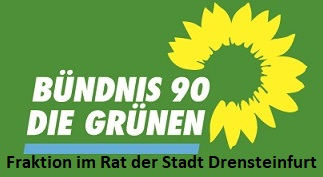 BÜNDNIS 90
DIE GRÜNEN
Fraktion im Rat der Stadt Drensteinfurt